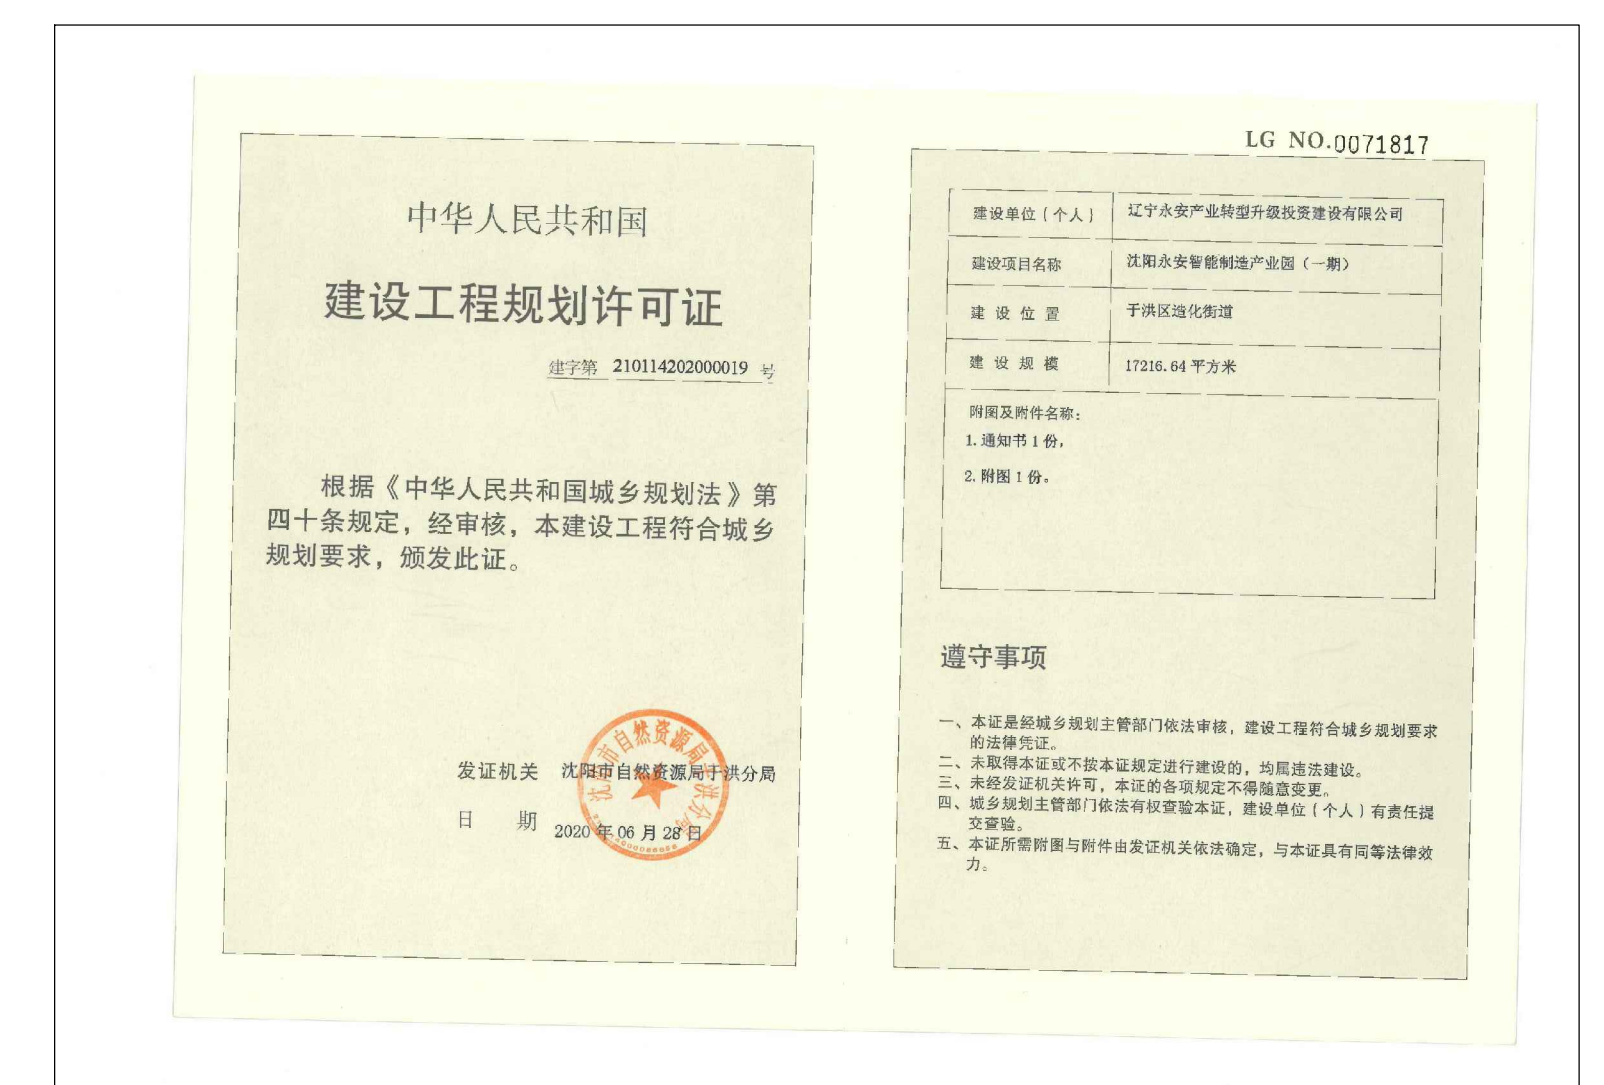 中华人民共和国
建设工程规划许可证
建字第 210114202000019 号
根据《中华人民共和国城乡规划法》第
四十条规定，经审核，本建设工程符合城乡
规划要求，颁发此证。
发证机关 沈阳市自然资源局于洪分局
日 期 2020 年 06 月 28 日
沈阳市自然资源局于洪分局
LG NO.0071817
建设单位（个人） 辽宁永安产业转型升级投资建设有限公司
建设项目名称 沈阳永安智能制造产业园（一期）
建 设 位 置 于洪区造化街道
建 设 规 模 17216.64 平方米
附图及附件名称：
1. 通知书 1 份，
2. 附图 1 份。
遵守事项
一、本证是经城乡规划主管部门依法审核，建设工程符合城乡规划要求
的法律凭证。
二、未取得本证或不按本证规定进行建设的，均属违法建设。
三、未经发证机关许可，本证的各项规定不得随意变更。
四、城乡规划主管部门依法有权查验本证，建设单位（个人）有责任提
交查验。
五、本证所需附图与附件由发证机关依法确定，与本证具有同等法律效
力。